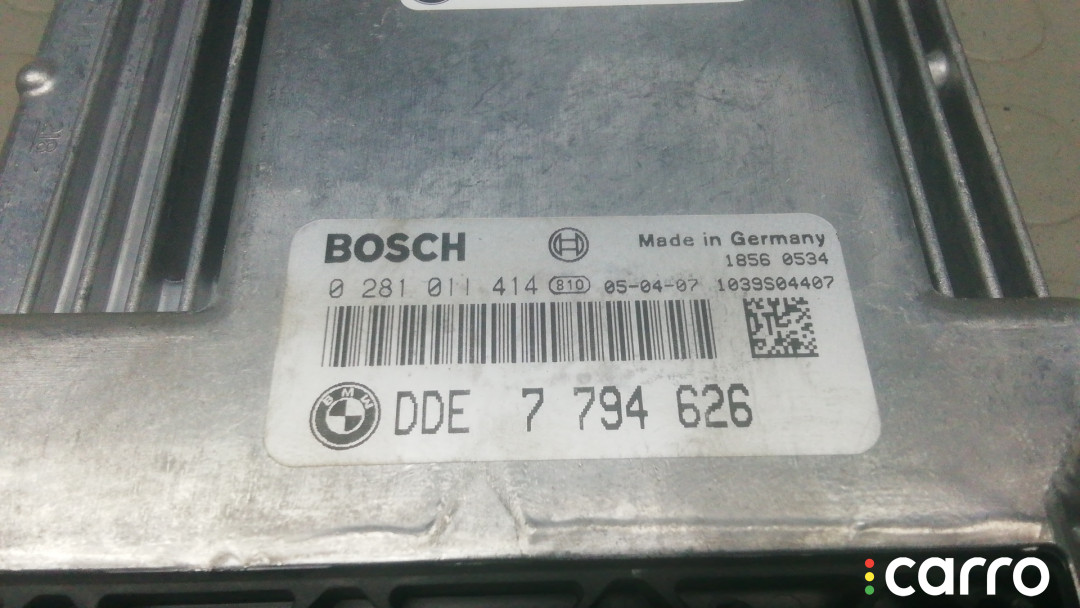 BOSCH
Made in Germany
1856 0534
0 281 011 414 810 05-04-07 1039S04407
BMW DDE 7 794 626
carro